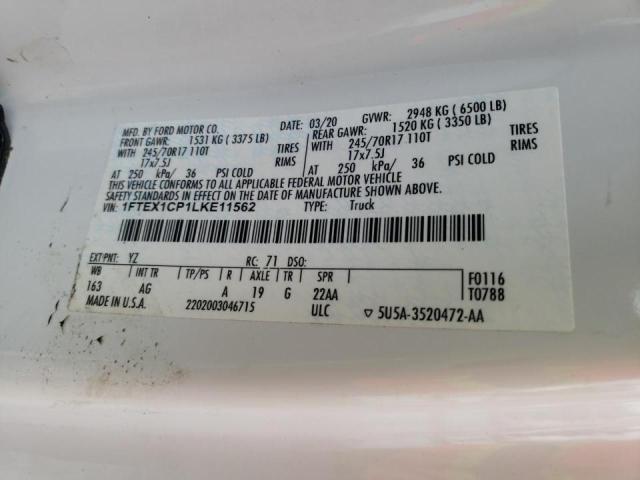 MFD. BY FORD MOTOR CO.
DATE: 03/20 GVWR: 2948 KG ( 6500 LB)
FRONT GAWR: 1531 KG ( 3375 LB)
REAR GAWR: 1520 KG ( 3350 LB)
WITH 245/70R17 110T TIRES
WITH 245/70R17 110T TIRES
17x7.5J RIMS
17x7.5J RIMS
AT 250 kPa/ 36 PSI COLD
AT 250 kPa/ 36 PSI COLD
THIS VEHICLE CONFORMS TO ALL APPLICABLE FEDERAL MOTOR VEHICLE
SAFETY STANDARDS IN EFFECT ON THE DATE OF MANUFACTURE SHOWN ABOVE.
VIN: 1FTEX1CP1LKE11562
TYPE: Truck
EXT PNT: YZ RC: 71 DSO:
WB INT TR TP/PS R AXLE TR SPR
163 AG A 19 G 22AA
F0116
T0788
MADE IN U.S.A. 2202003046715 ULC
▽ 5U5A-3520472-AA